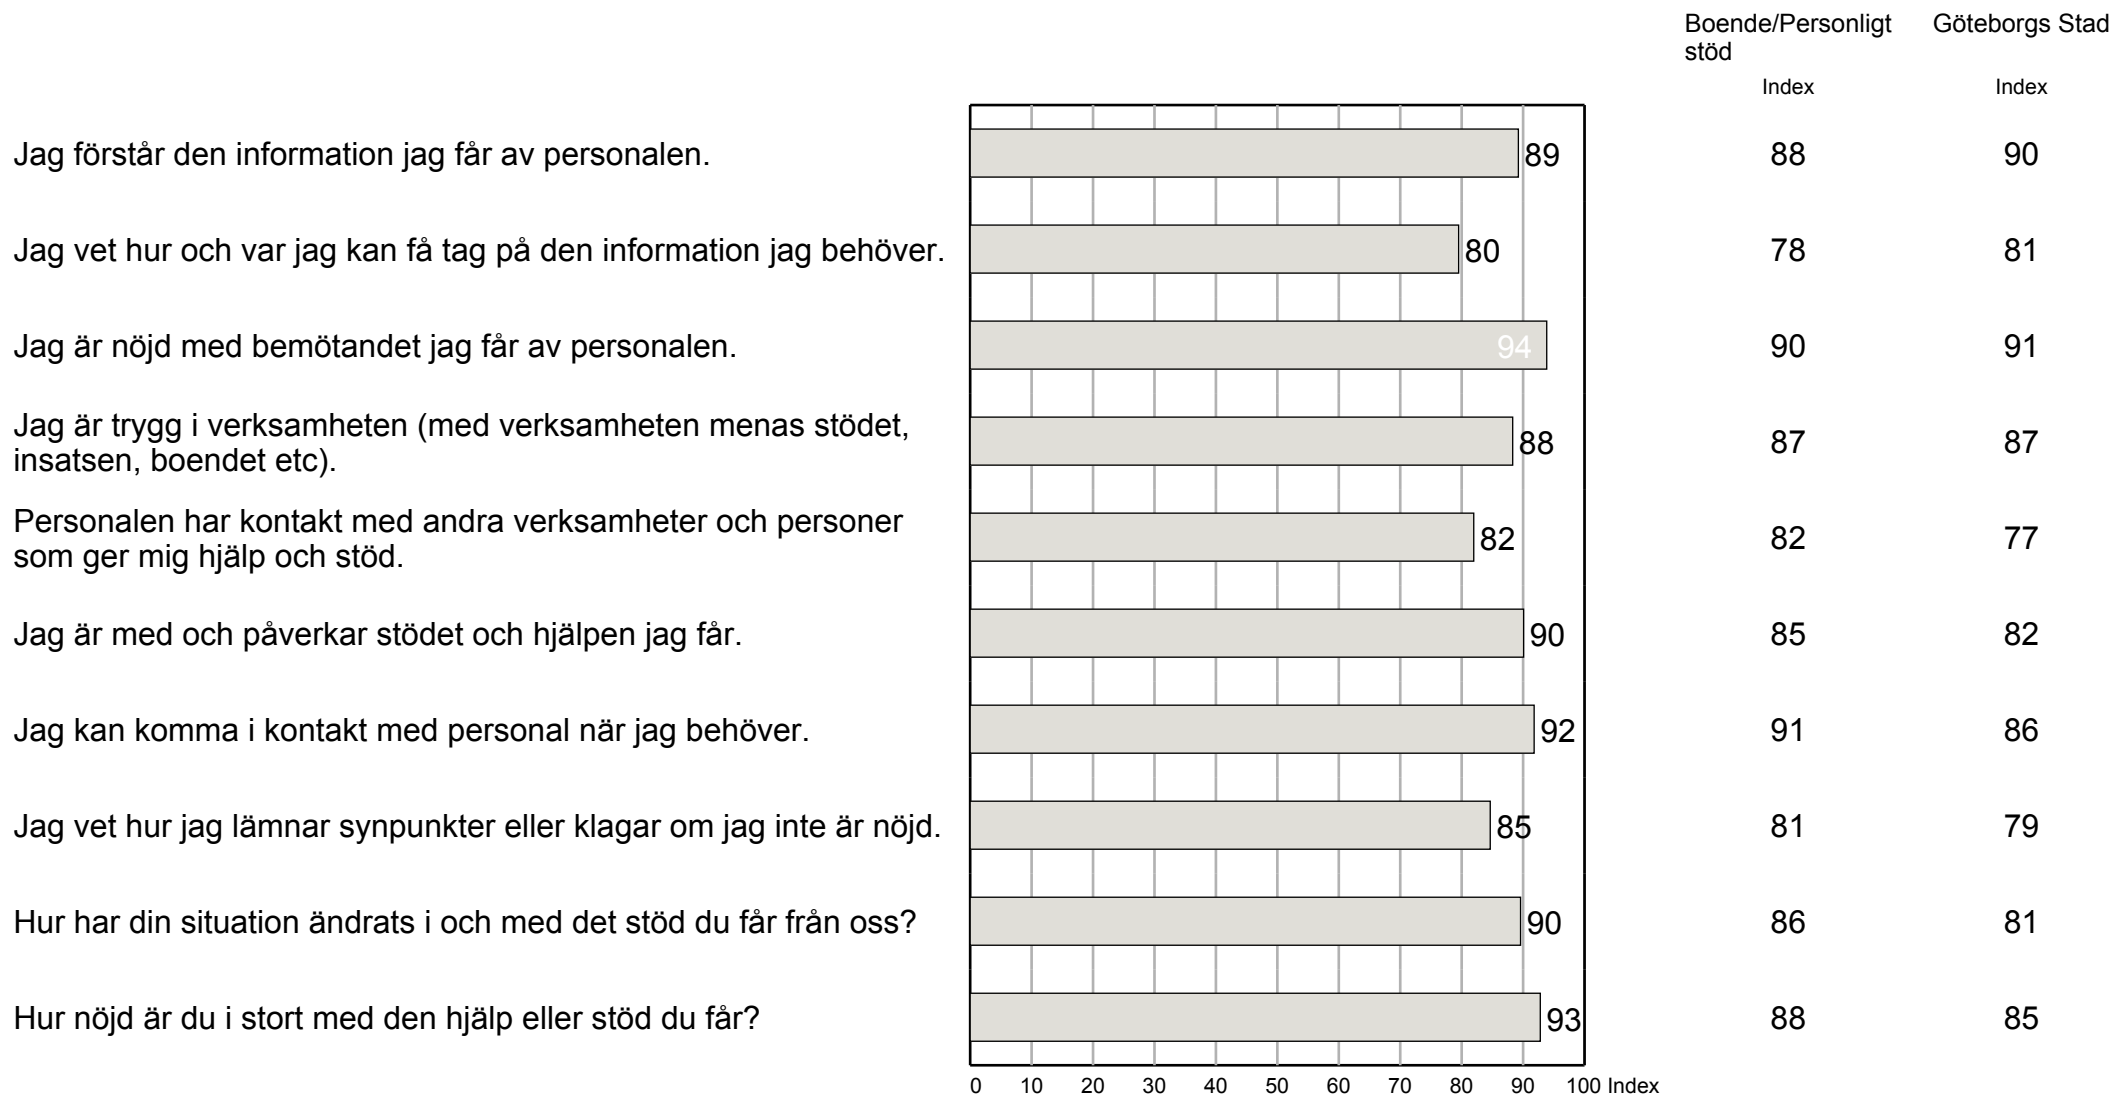 Boende/Personligt Göteborgs Stad
stöd
Index Index
Jag förstår den information jag får av personalen. 89 88 90
Jag vet hur och var jag kan få tag på den information jag behöver. 80 78 81
Jag är nöjd med bemötandet jag får av personalen. 94 90 91
Jag är trygg i verksamheten (med verksamheten menas stödet,
insatsen, boendet etc). 88 87 87
Personalen har kontakt med andra verksamheter och personer
som ger mig hjälp och stöd. 82 82 77
Jag är med och påverkar stödet och hjälpen jag får. 90 85 82
Jag kan komma i kontakt med personal när jag behöver. 92 91 86
Jag vet hur jag lämnar synpunkter eller klagar om jag inte är nöjd. 85 81 79
Hur har din situation ändrats i och med det stöd du får från oss? 90 86 81
Hur nöjd är du i stort med den hjälp eller stöd du får? 93 88 85
0 10 20 30 40 50 60 70 80 90 100 Index